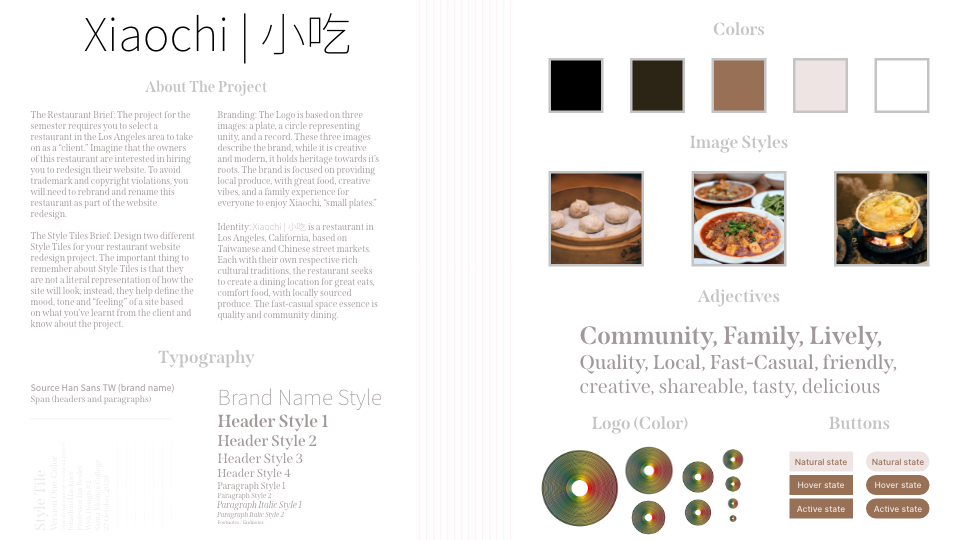 Xiaochi | 小吃
About The Project
The Restaurant Brief: The project for the
semester requires you to select a
restaurant in the Los Angeles area to take
on as a “client.” Imagine that the owners
of this restaurant are interested in hiring
you to redesign their website. To avoid
trademark and copyright violations, you
will need to rebrand and rename this
restaurant as part of the website
redesign.
The Style Tiles Brief: Design two different
Style Tiles for your restaurant website
redesign project. The important thing to
remember about Style Tiles is that they
are not a literal representation of how the
site will look; instead, they help define the
mood, tone and “feeling” of a site based
on what you’ve learnt from the client and
know about the project.
Branding: The Logo is based on three
images: a plate, a circle representing
unity, and a record. These three images
describe the brand, while it is creative
and modern, it holds heritage towards it’s
roots. The brand is focused on providing
local produce, with great food, creative
vibes, and a family experience for
everyone to enjoy Xiaochi, “small plates.”
Identity: Xiaochi | 小吃 is a restaurant in
Los Angeles, California, based on
Taiwanese and Chinese street markets.
Each with their own respective rich
cultural traditions, the restaurant seeks
to create a dining location for great eats,
comfort food, with locally sourced
produce. The fast-casual space essence is
quality and community dining.
Typography
Source Han Sans TW (brand name)
Span (headers and paragraphs)
Style Tile
Brand Name Style
Header Style 1
Header Style 2
Header Style 3
Header Style 4
Paragraph Style 1
Paragraph Style 2
Paragraph Italic Style 1
Paragraph Italic Style 2
Footnotes | Endnotes
Colors
Image Styles
Adjectives
Community, Family, Lively,
Quality, Local, Fast-Casual, friendly,
creative, shareable, tasty, delicious
Logo (Color)
Buttons
Natural state
Natural state
Hover state
Hover state
Active state
Active state